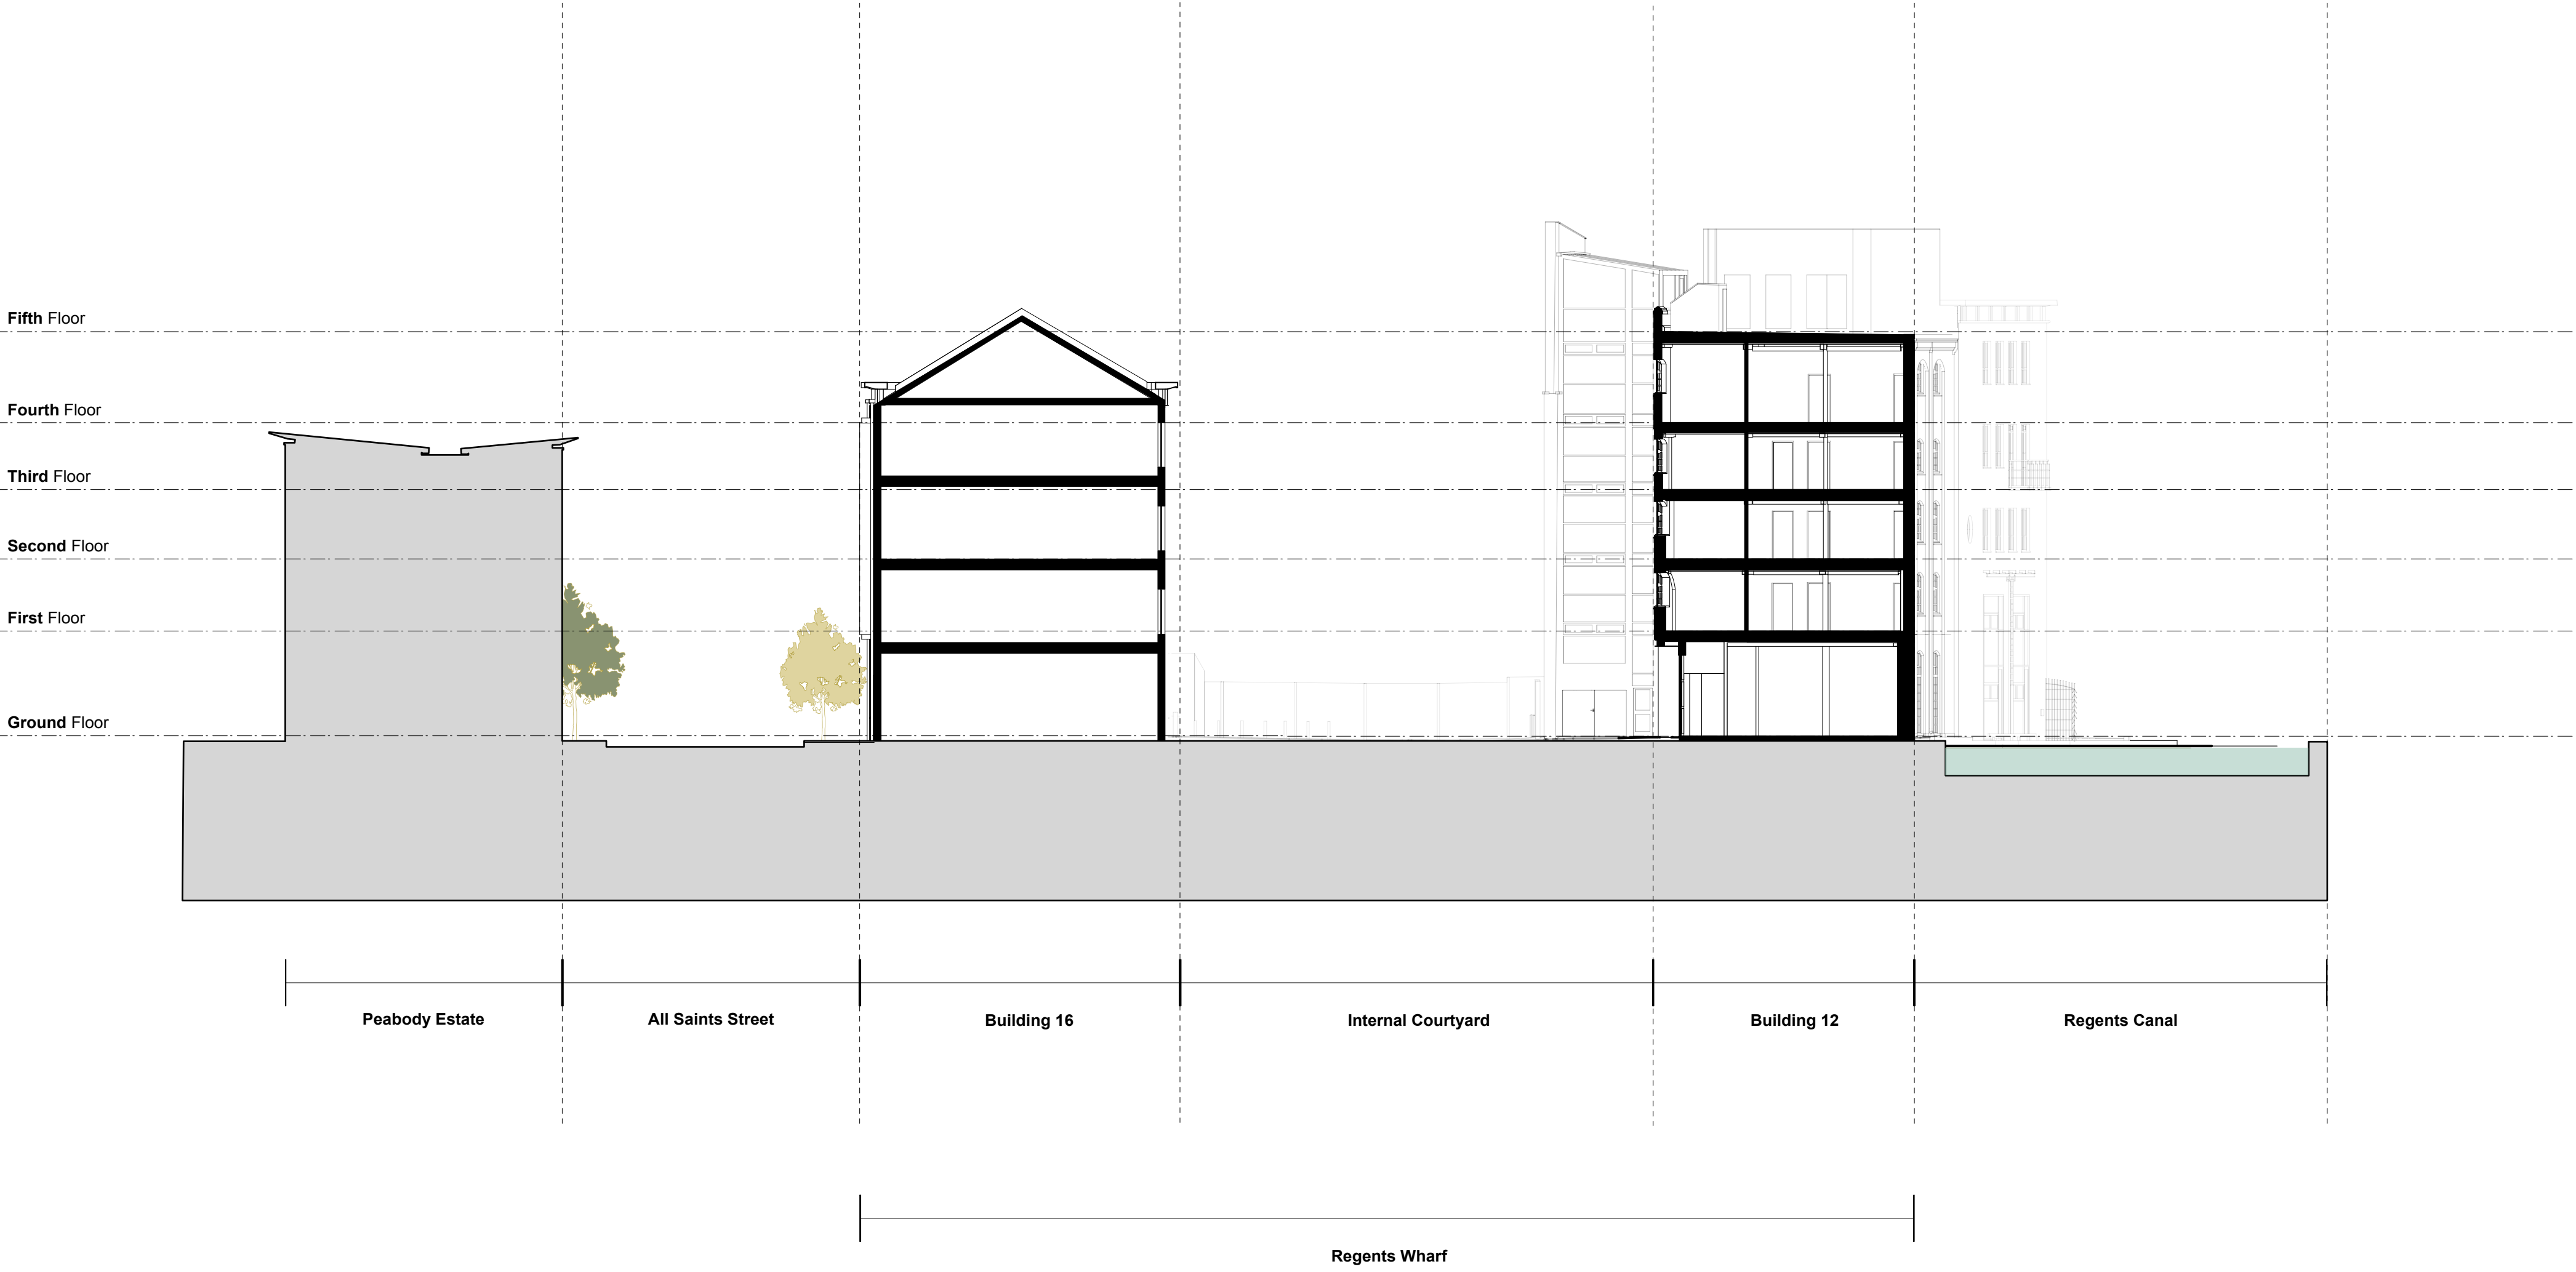 Fifth Floor
Fourth Floor
Third Floor
Second Floor
First Floor
Ground Floor
Peabody Estate
All Saints Street
Building 16
Internal Courtyard
Building 12
Regents Canal
Regents Wharf